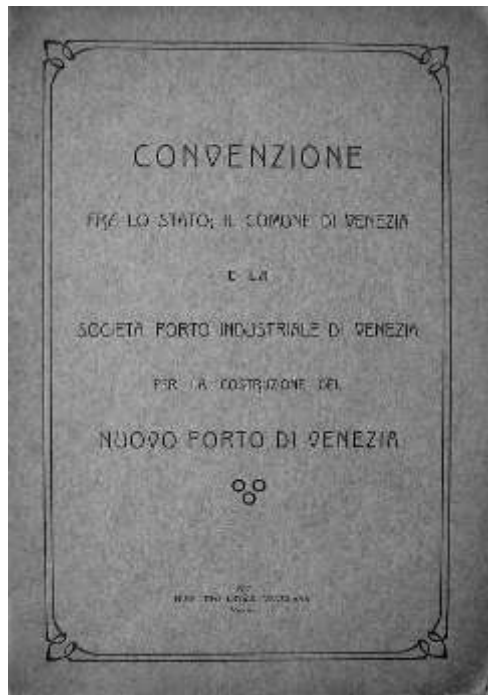 CONVENZIONE
FRA LO STATO, IL COMUNE DI VENEZIA
E LA
SOCIETÀ PORTO INDUSTRIALE DI VENEZIA
PER LA COSTRUZIONE DEL
NUOVO PORTO DI VENEZIA